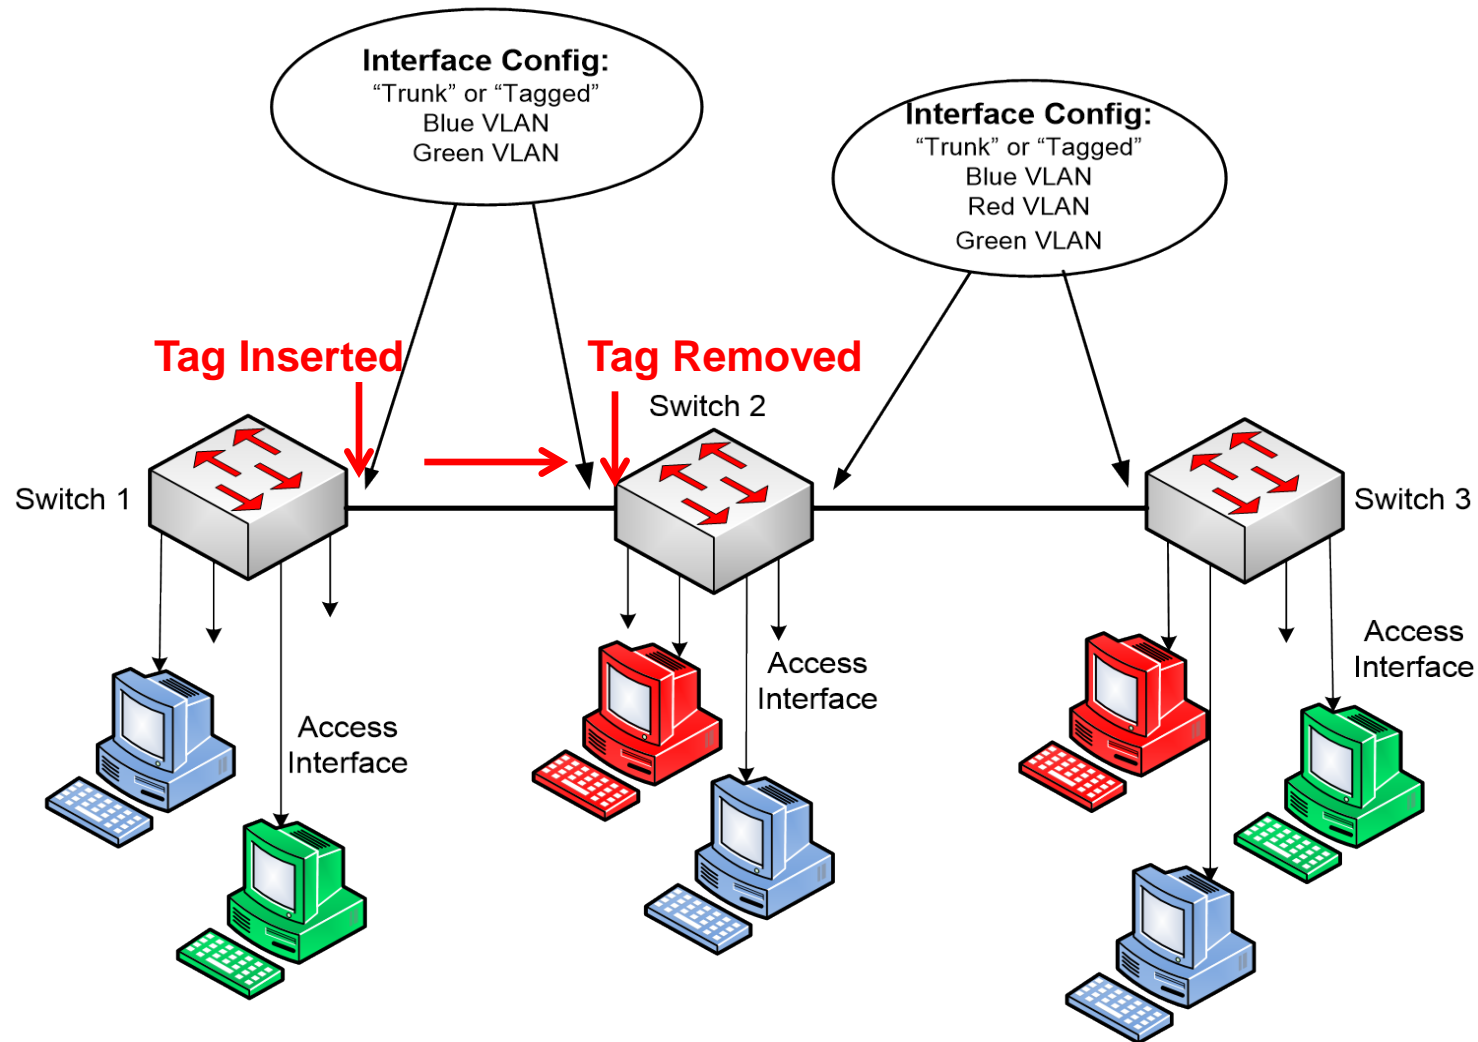 Interface Config:
“Trunk” or “Tagged”
Blue VLAN
Green VLAN
Interface Config:
“Trunk” or “Tagged”
Blue VLAN
Red VLAN
Green VLAN
Tag Inserted
Tag Removed
Switch 2
Switch 1
Switch 3
Access
Interface
Access
Interface
Access
Interface